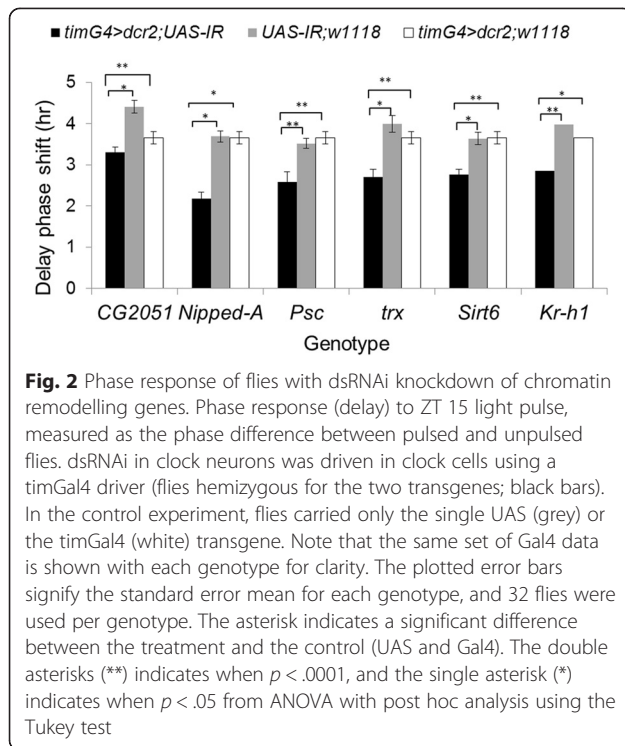 ■ timG4>dcr2;UAS-IR ■ UAS-IR;w1118 □ timG4>dcr2;w1118
** * * ** ** **
* * ** * * **
5
4
3
2
1
0
Delay phase shift (hr)
CG2051 Nipped-A Psc trx Sirt6 Kr-h1
Genotype
Fig. 2 Phase response of flies with dsRNAi knockdown of chromatin
remodelling genes. Phase response (delay) to ZT 15 light pulse,
measured as the phase difference between pulsed and unpulsed
flies. dsRNAi in clock neurons was driven in clock cells using a
timGal4 driver (flies hemizygous for the two transgenes; black bars).
In the control experiment, flies carried only the single UAS (grey) or
the timGal4 (white) transgene. Note that the same set of Gal4 data
is shown with each genotype for clarity. The plotted error bars
signify the standard error mean for each genotype, and 32 flies were
used per genotype. The asterisk indicates a significant difference
between the treatment and the control (UAS and Gal4). The double
asterisks (**) indicates when p < .0001, and the single asterisk (*)
indicates when p < .05 from ANOVA with post hoc analysis using the
Tukey test